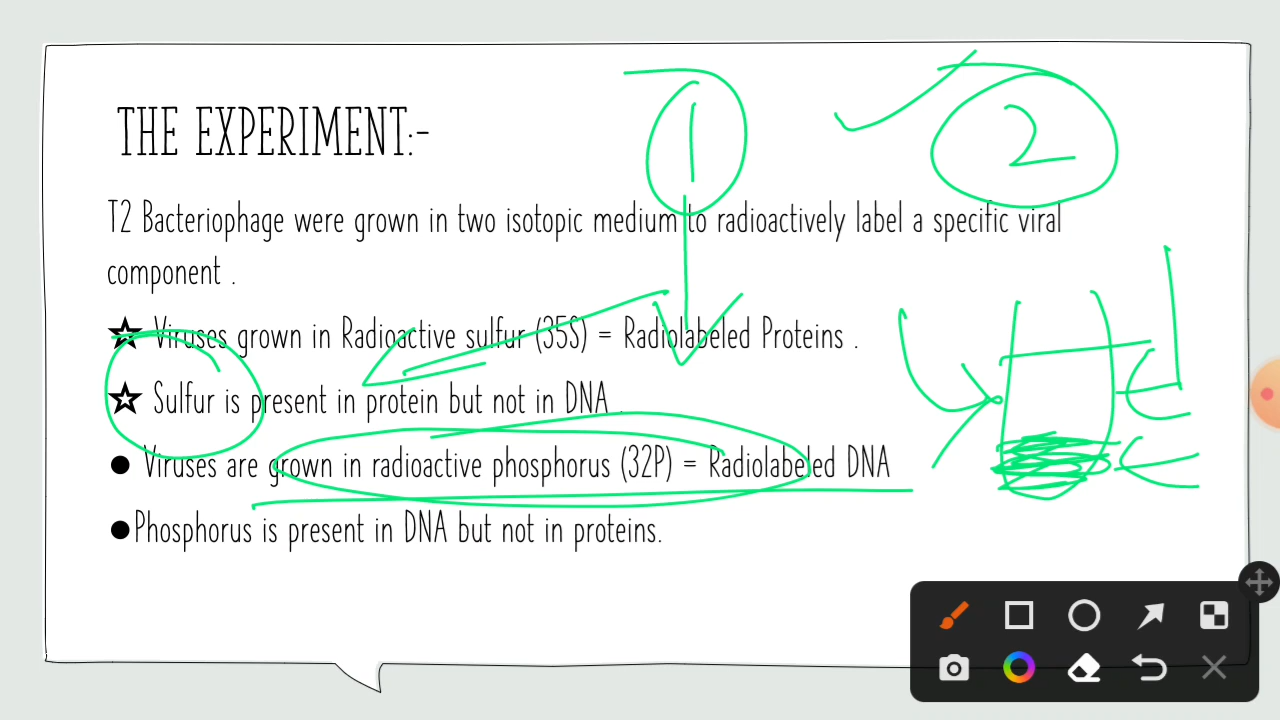 THE EXPERIMENT:-
1
2
T2 Bacteriophage were grown in two isotopic medium to radioactively label a specific viral
component .
☆ Viruses grown in Radioactive sulfur (35S) = Radiolabeled Proteins .
☆ Sulfur is present in protein but not in DNA .
● Viruses are grown in radioactive phosphorus (32P) = Radiolabeled DNA
●Phosphorus is present in DNA but not in proteins.